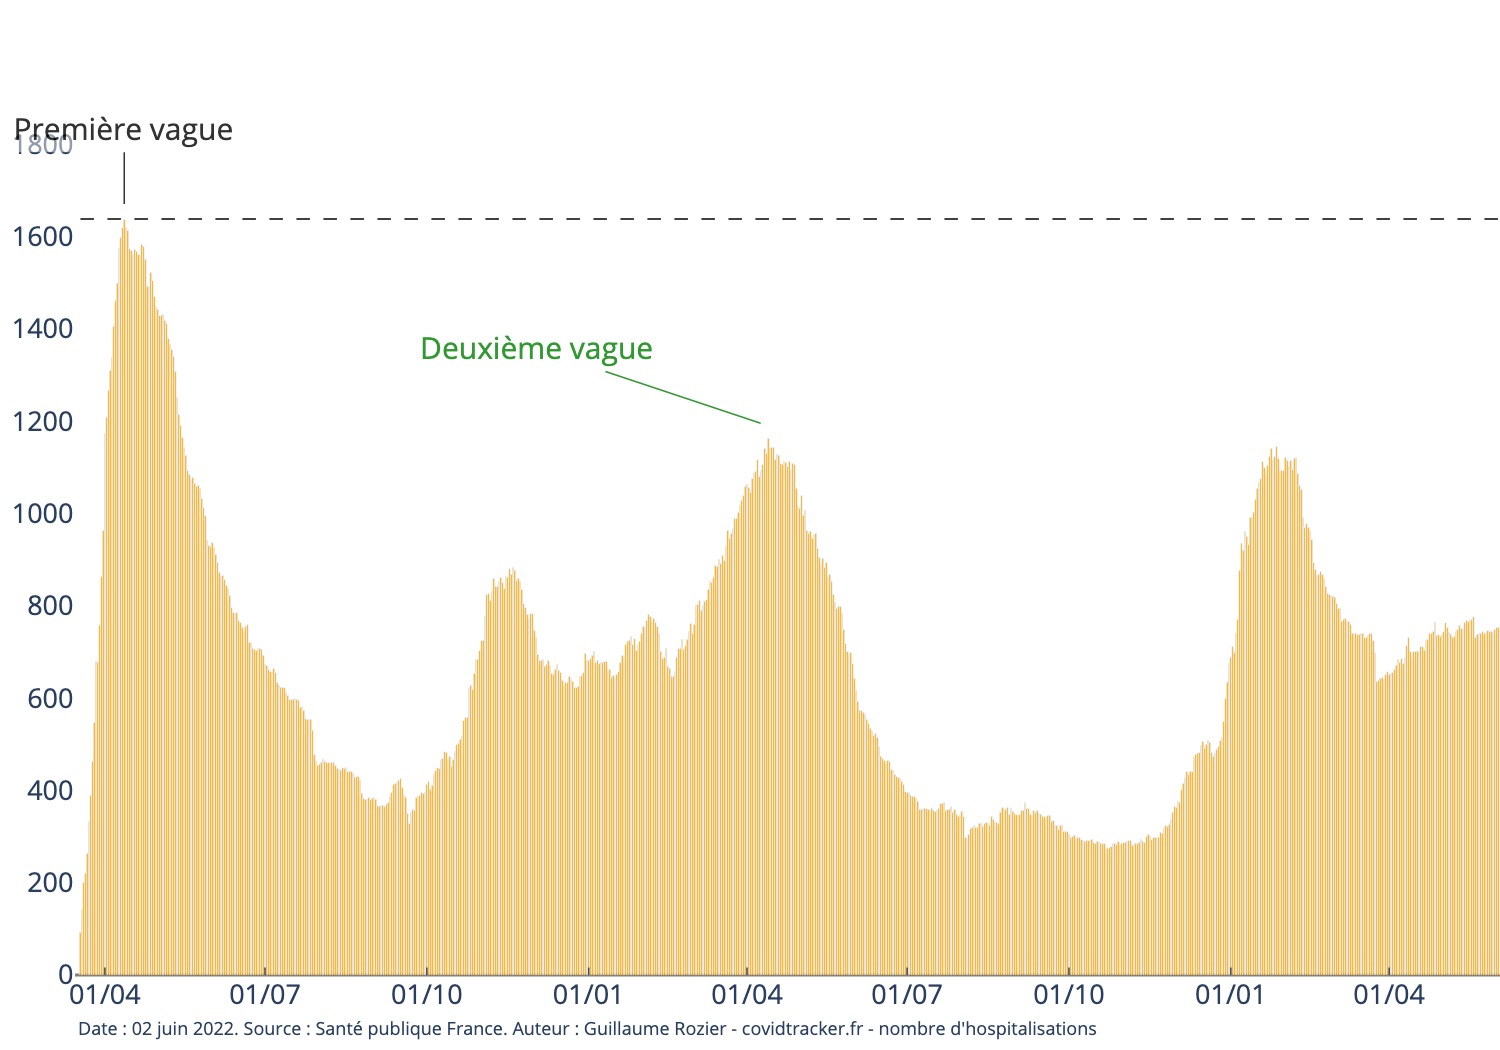 Première vague
1800
1600
1400
Deuxième vague
1200
1000
800
600
400
200
0
01/04 01/07 01/10 01/01 01/04 01/07 01/10 01/01 01/04
Date : 02 juin 2022. Source : Santé publique France. Auteur : Guillaume Rozier - covidtracker.fr - nombre d'hospitalisations